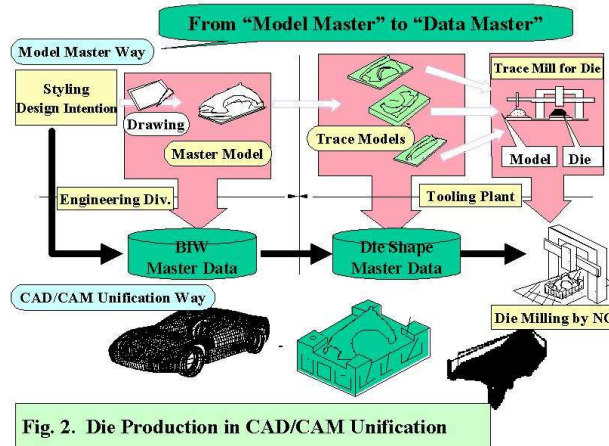 From “Model Master” to “Data Master”
Model Master Way
Styling
Design Intention
Drawing
Master Model
Trace Models
Trace Mill for Die
Model
Die
Engineering Div.
Tooling Plant
BIW
Master Data
Die Shape
Master Data
CAD/CAM Unification Way
Die Milling by NC
Fig. 2. Die Production in CAD/CAM Unification